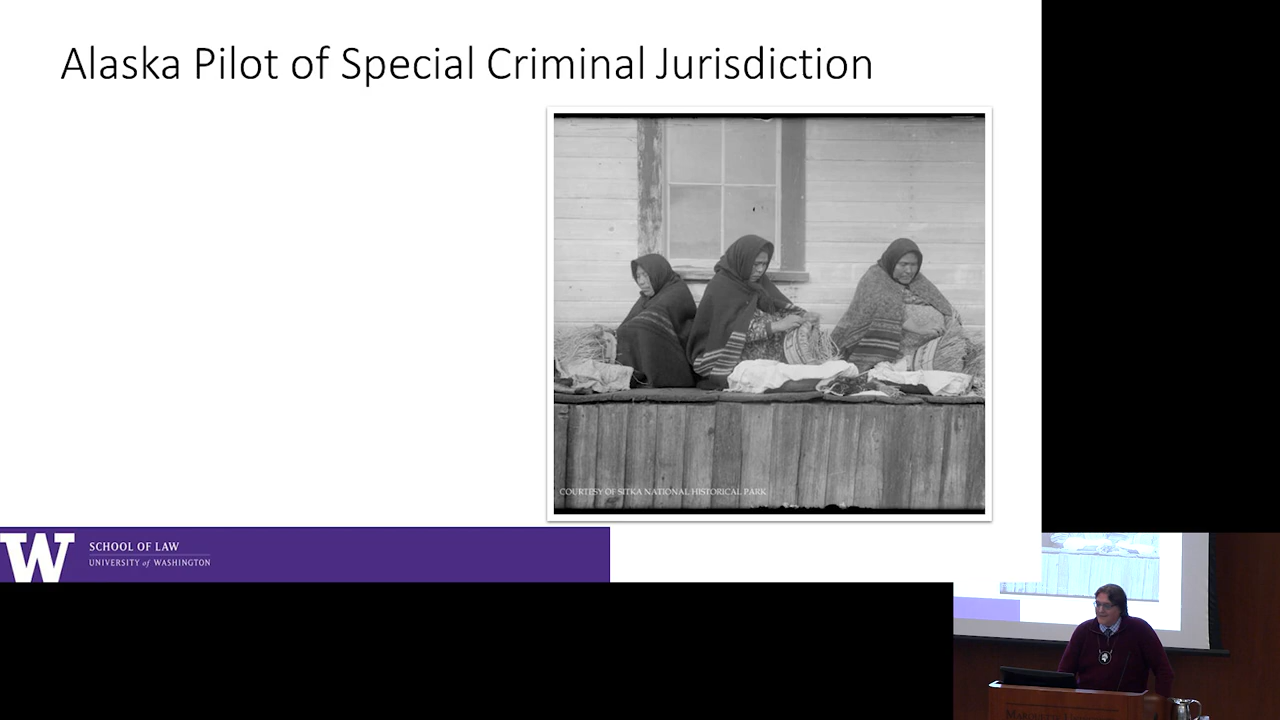 Alaska Pilot of Special Criminal Jurisdiction
COURTESY OF SITKA NATIONAL HISTORICAL PARK
W
SCHOOL OF LAW
UNIVERSITY of WASHINGTON